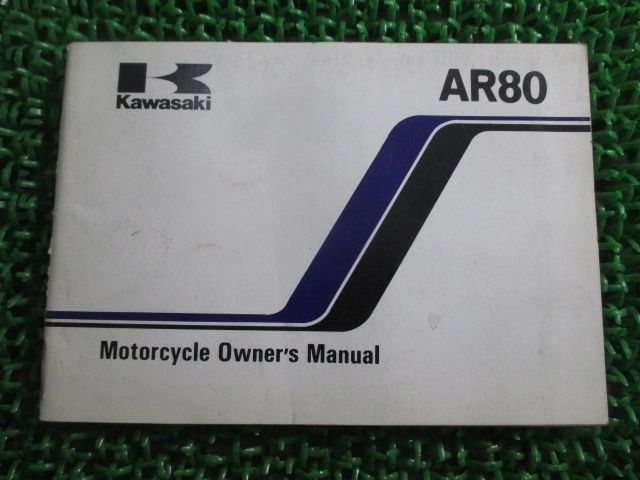 Kawasaki
AR80
Motorcycle Owner's Manual